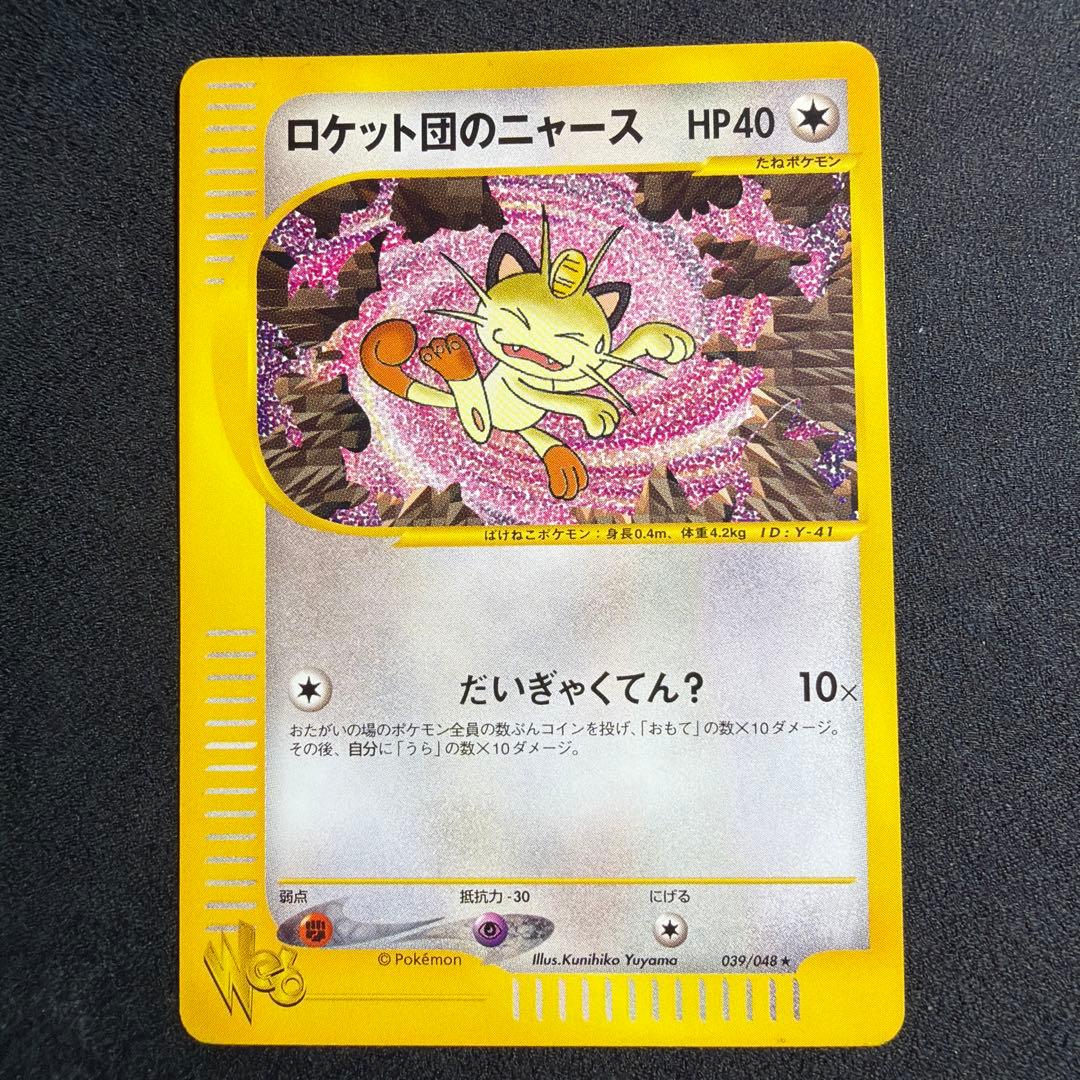 ロケット団のニャース HP40
たねポケモン
ばけねこポケモン：身長0.4m、体重4.2kg ID:Y-41
だいぎゃくてん? 10×
おたがいの場のポケモン全員の数ぶんコインを投げ、「おもて」の数×10ダメージ。
その後、自分に「うら」の数×10ダメージ。
弱点 抵抗力-30 にげる
Web
©Pokémon Illus.Kunihiko Yuyama 039/048★